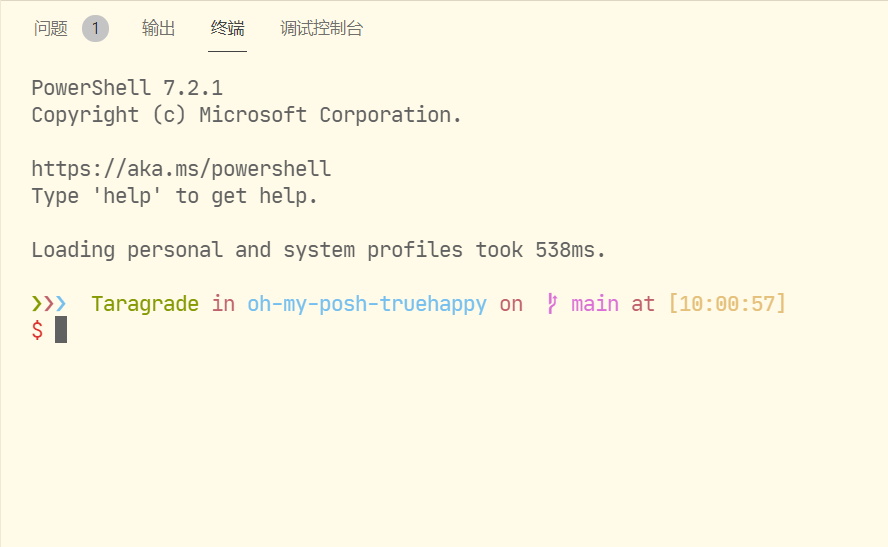 问题 1 输出 终端 调试控制台
PowerShell 7.2.1
Copyright (c) Microsoft Corporation.
https://aka.ms/powershell
Type 'help' to get help.
Loading personal and system profiles took 538ms.
❯❯❯ Taragrade in oh-my-posh-truehappy on main at [10:00:57]
$